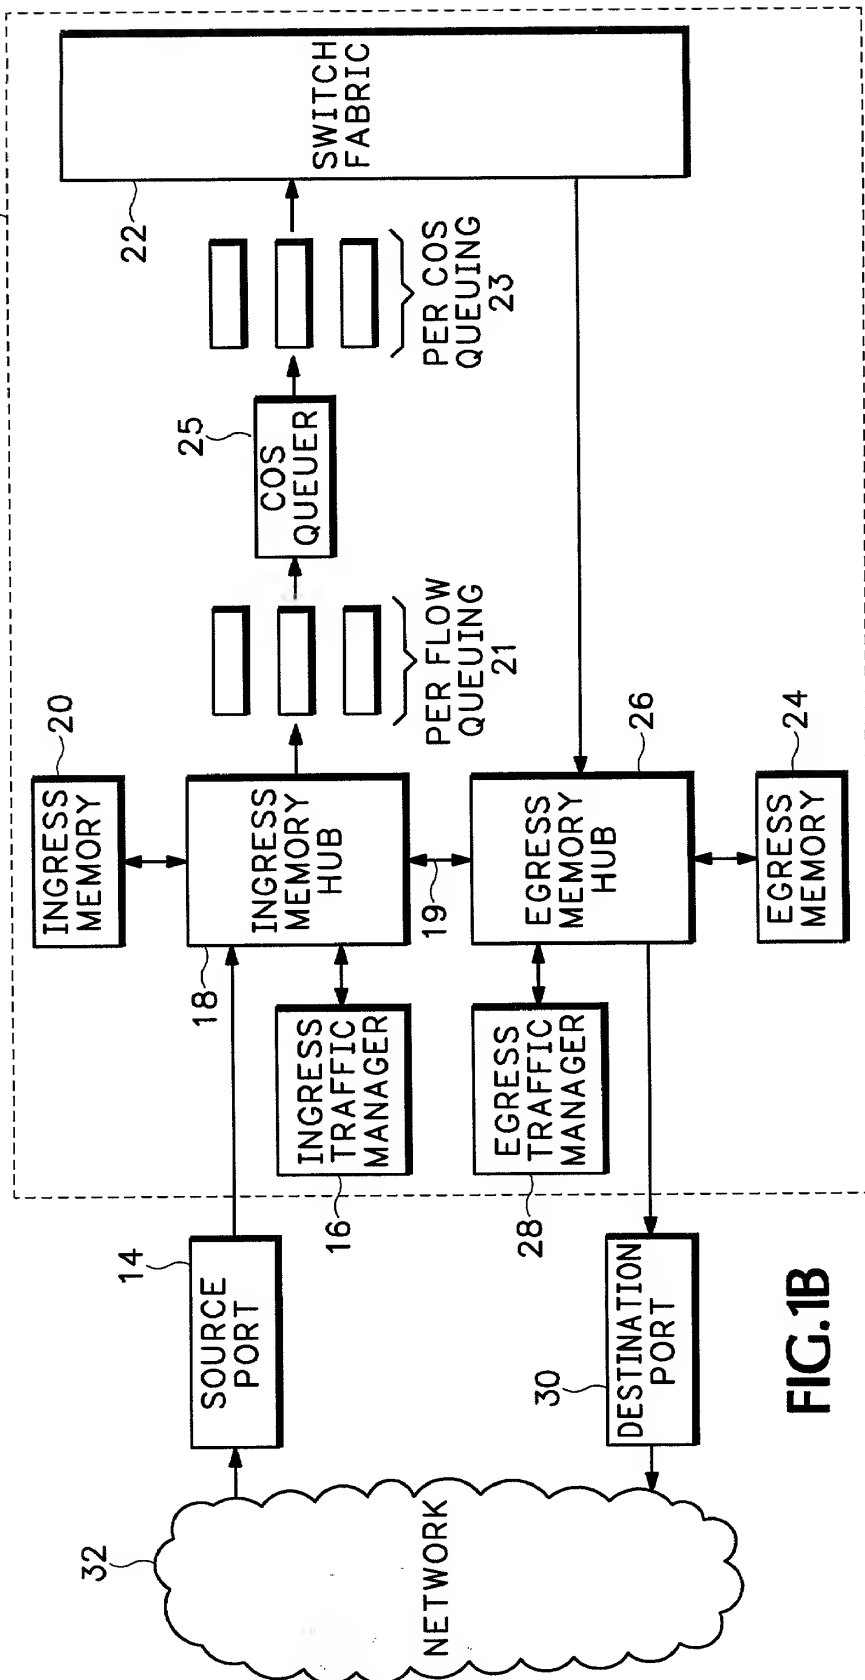 32
NETWORK
14
SOURCE
PORT
30
DESTINATION
PORT
18
16
INGRESS
TRAFFIC
MANAGER
28
EGRESS
TRAFFIC
MANAGER
INGRESS
MEMORY
20
INGRESS
MEMORY
HUB
19
EGRESS
MEMORY
HUB
26
EGRESS
MEMORY
24
PER FLOW
QUEUING
21
COS
QUEUER
25
PER COS
QUEUING
23
22
SWITCH
FABRIC
FIG.1B